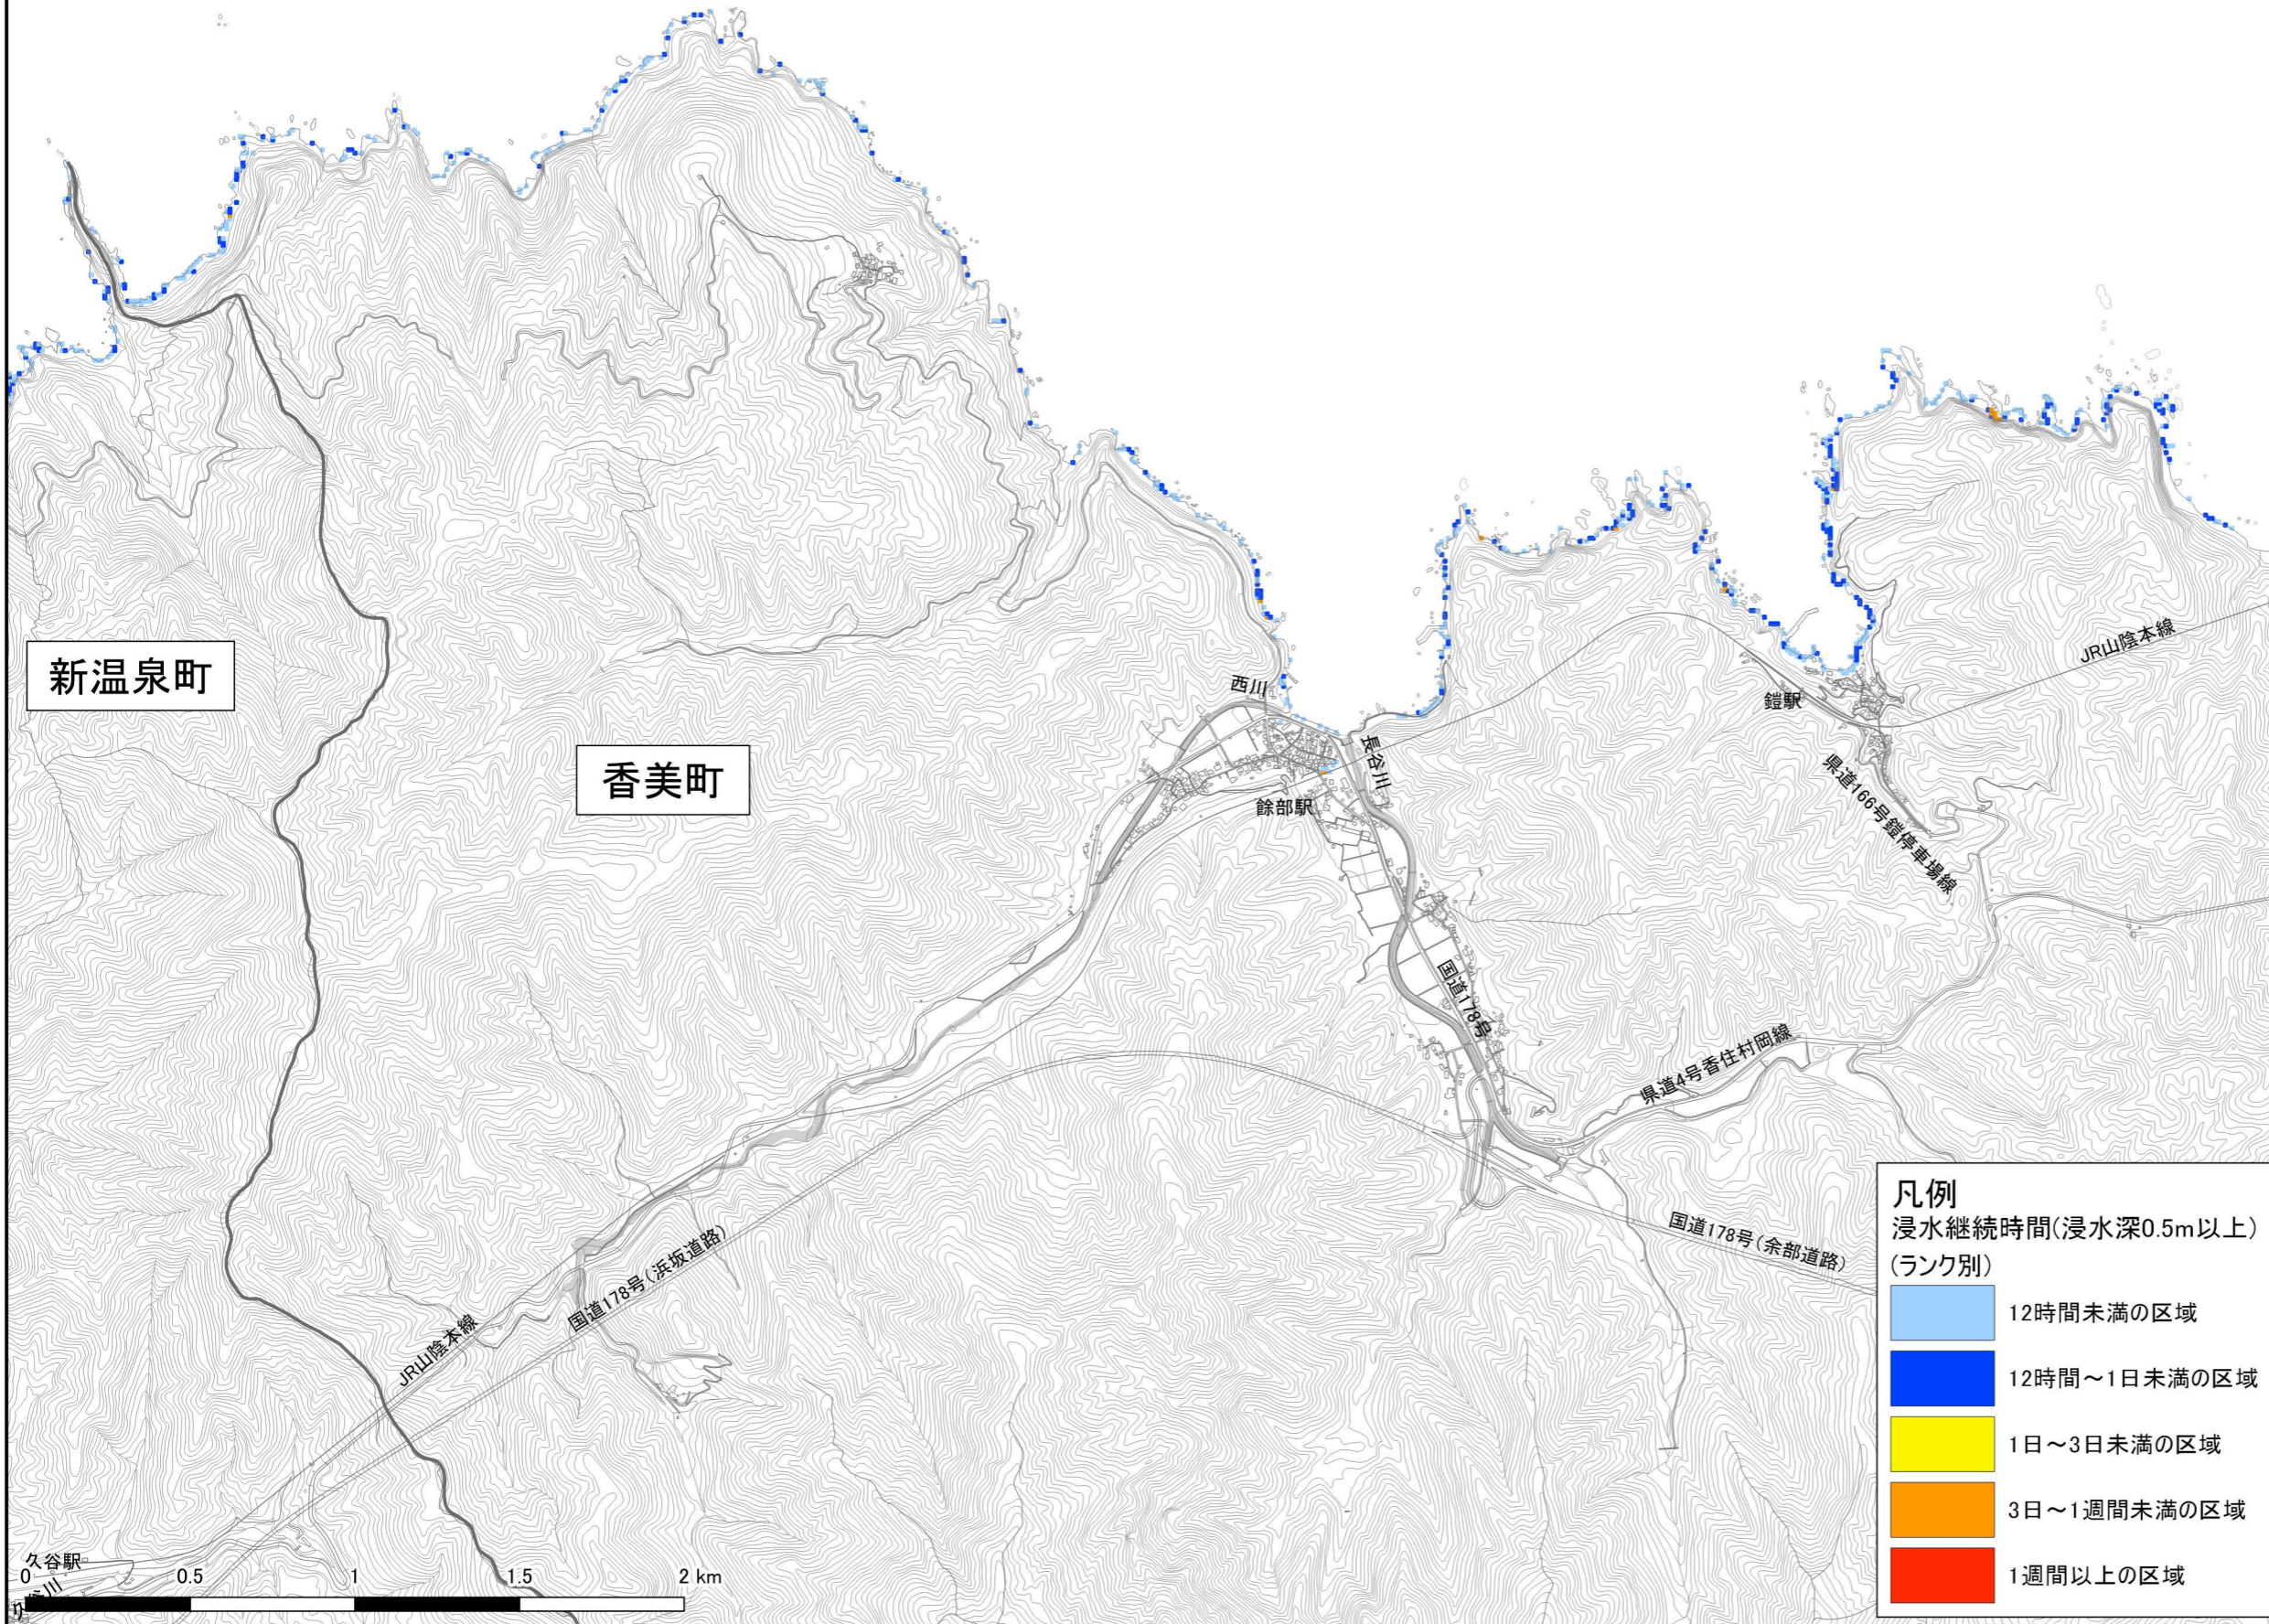 新温泉町
香美町
西川
長谷川
餘部駅
鎧駅
JR山陰本線
県道166号鎧停車場線
国道178号
県道4号香住村岡線
国道178号(余部道路)
国道178号(浜坂道路)
JR山陰本線
久谷駅
久谷川
0 0.5 1 1.5 2 km
凡例
浸水継続時間(浸水深0.5m以上)
(ランク別)
12時間未満の区域
12時間～1日未満の区域
1日～3日未満の区域
3日～1週間未満の区域
1週間以上の区域